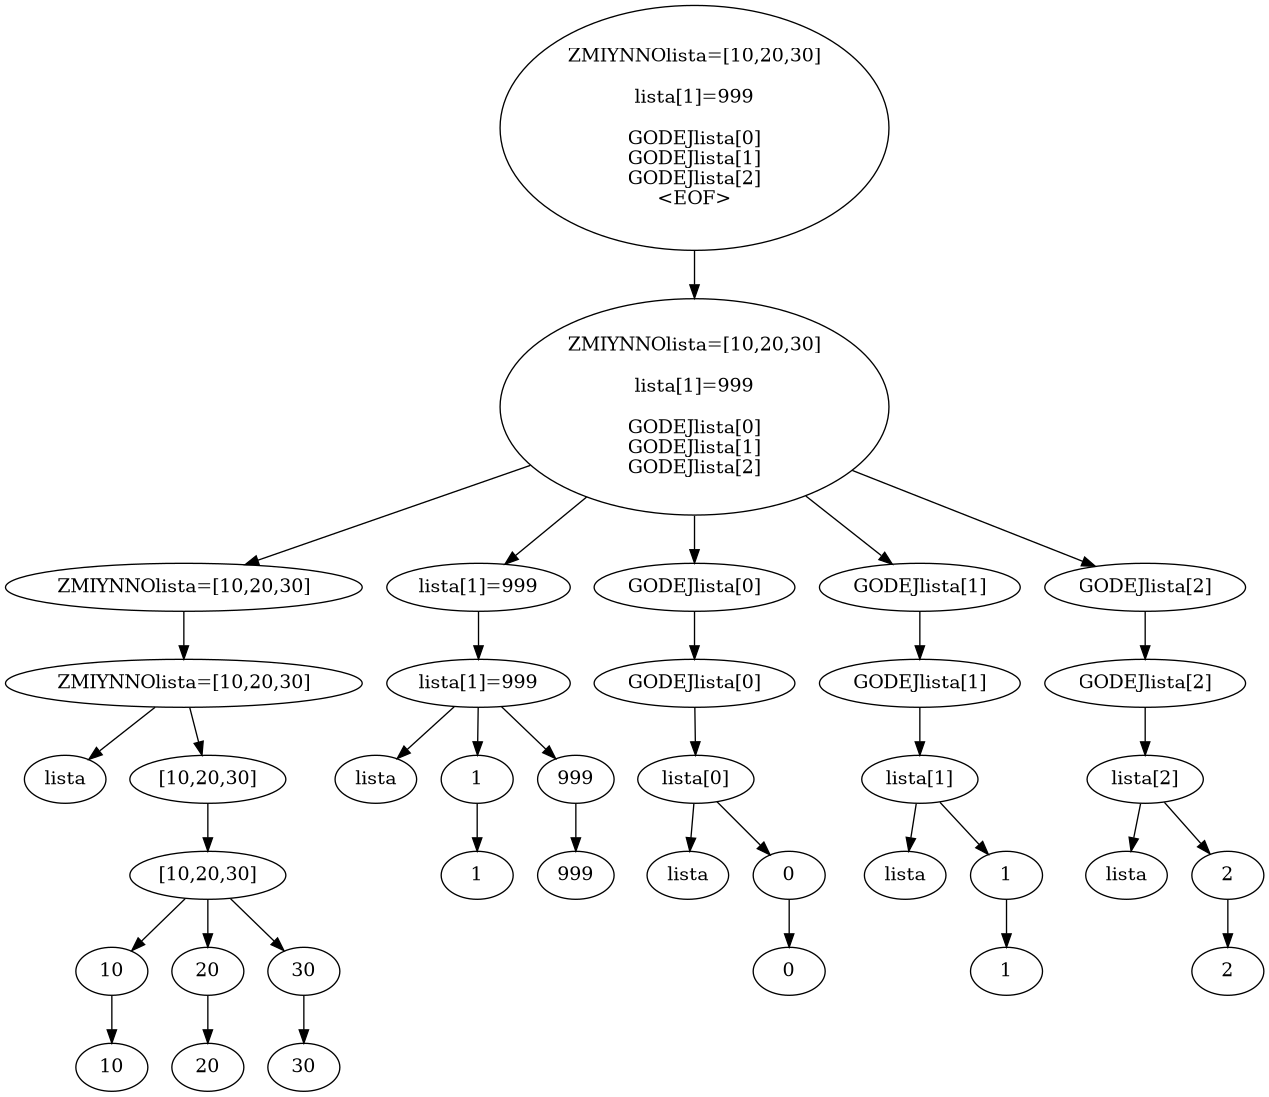 ZMIYNNOlista=[10,20,30]
lista[1]=999
GODEJlista[0]
GODEJlista[1]
GODEJlista[2]
<EOF>
ZMIYNNOlista=[10,20,30]
lista[1]=999
GODEJlista[0]
GODEJlista[1]
GODEJlista[2]
ZMIYNNOlista=[10,20,30]
lista[1]=999
GODEJlista[0]
GODEJlista[1]
GODEJlista[2]
ZMIYNNOlista=[10,20,30]
lista[1]=999
GODEJlista[0]
GODEJlista[1]
GODEJlista[2]
lista
[10,20,30]
lista
1
999
lista[0]
lista[1]
lista[2]
[10,20,30]
1
999
lista
0
lista
1
lista
2
10
20
30
0
1
2
10
20
30